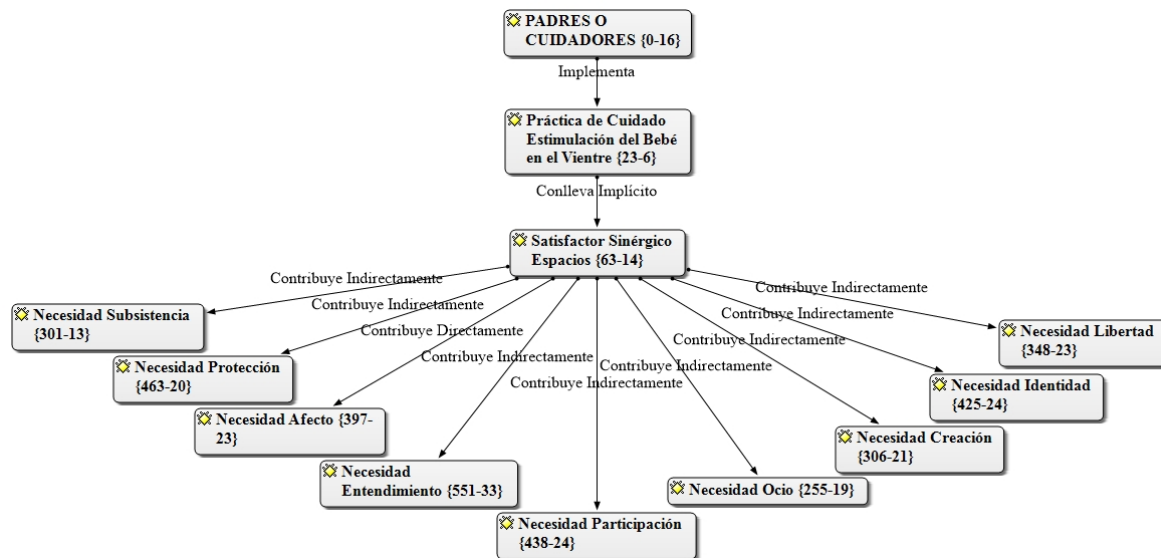 PADRES O
CUIDADORES {0-16}
Implementa
Práctica de Cuidado
Estimulación del Bebé
en el Vientre {23-6}
Conlleva Implícito
Satisfactor Sinérgico
Espacios {63-14}
Contribuye Indirectamente
Contribuye Indirectamente
Contribuye Directamente
Contribuye Indirectamente
Contribuye Indirectamente
Contribuye Indirectamente
Contribuye Indirectamente
Contribuye Indirectamente
Contribuye Indirectamente
Necesidad Subsistencia
{301-13}
Necesidad Protección
{463-20}
Necesidad Afecto {397-
23}
Necesidad
Entendimiento {551-33}
Necesidad Participación
{438-24}
Necesidad Ocio {255-19}
Necesidad Creación
{306-21}
Necesidad Identidad
{425-24}
Necesidad Libertad
{348-23}